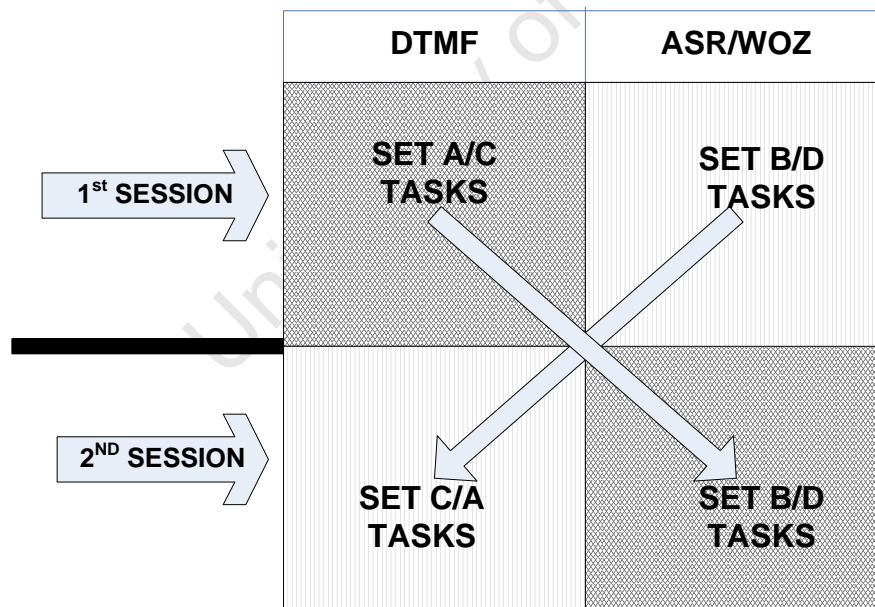 DTMF
ASR/WOZ
1st SESSION
SET A/C
TASKS
SET B/D
TASKS
2ND SESSION
SET C/A
TASKS
SET B/D
TASKS